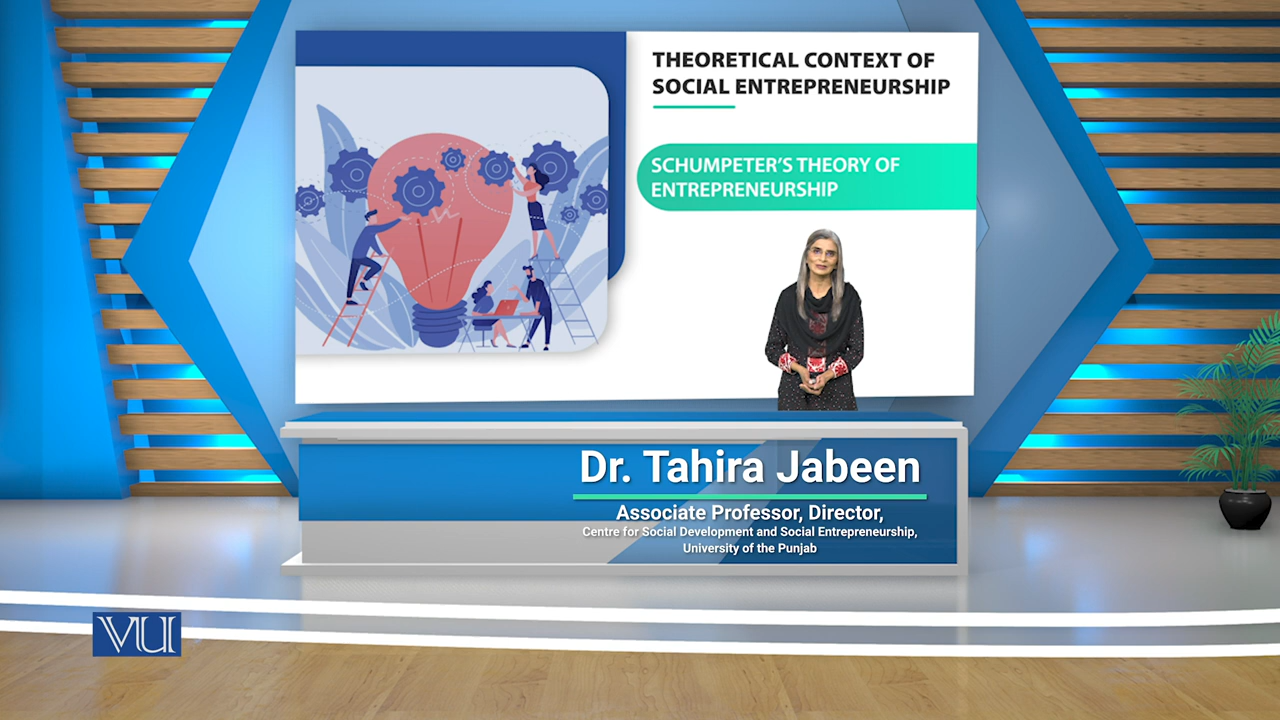 THEORETICAL CONTEXT OF
SOCIAL ENTREPRENEURSHIP
SCHUMPETER'S THEORY OF
ENTREPRENEURSHIP
Dr. Tahira Jabeen
Associate Professor, Director,
Centre for Social Development and Social Entrepreneurship,
University of the Punjab
VU